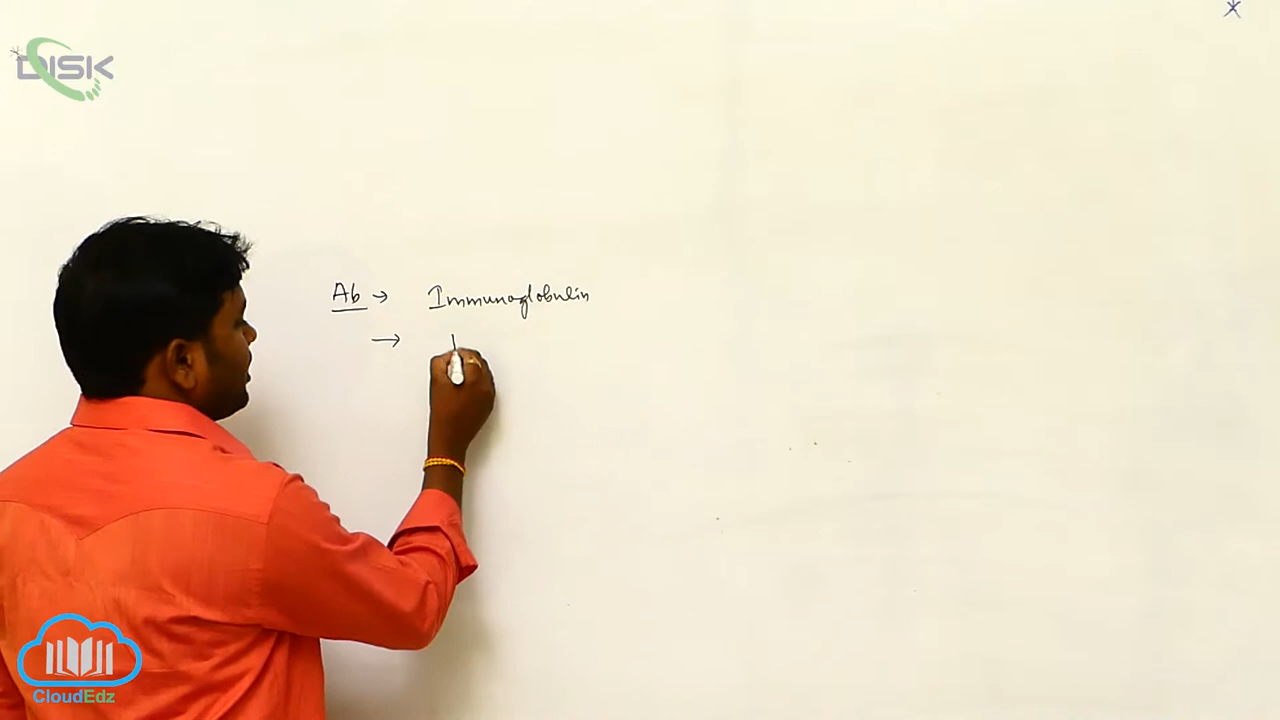 DISK
Ab → Immunoglobulin
→
CloudEdz